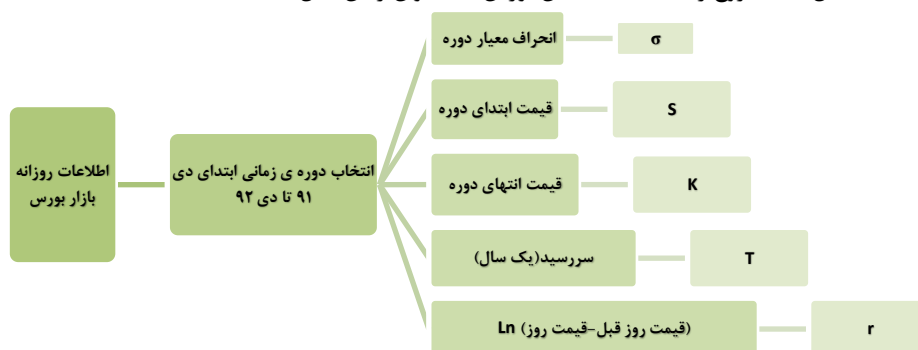 اطلاعات روزانه
بازار بورس
انتخاب دوره ی زمانی ابتدای دی
۹۱ تا دی ۹۲
انحراف معیار دوره
σ
قیمت ابتدای دوره
S
قیمت انتهای دوره
K
سررسید(یک سال)
T
Ln (قیمت روز قبل-قیمت روز)
r